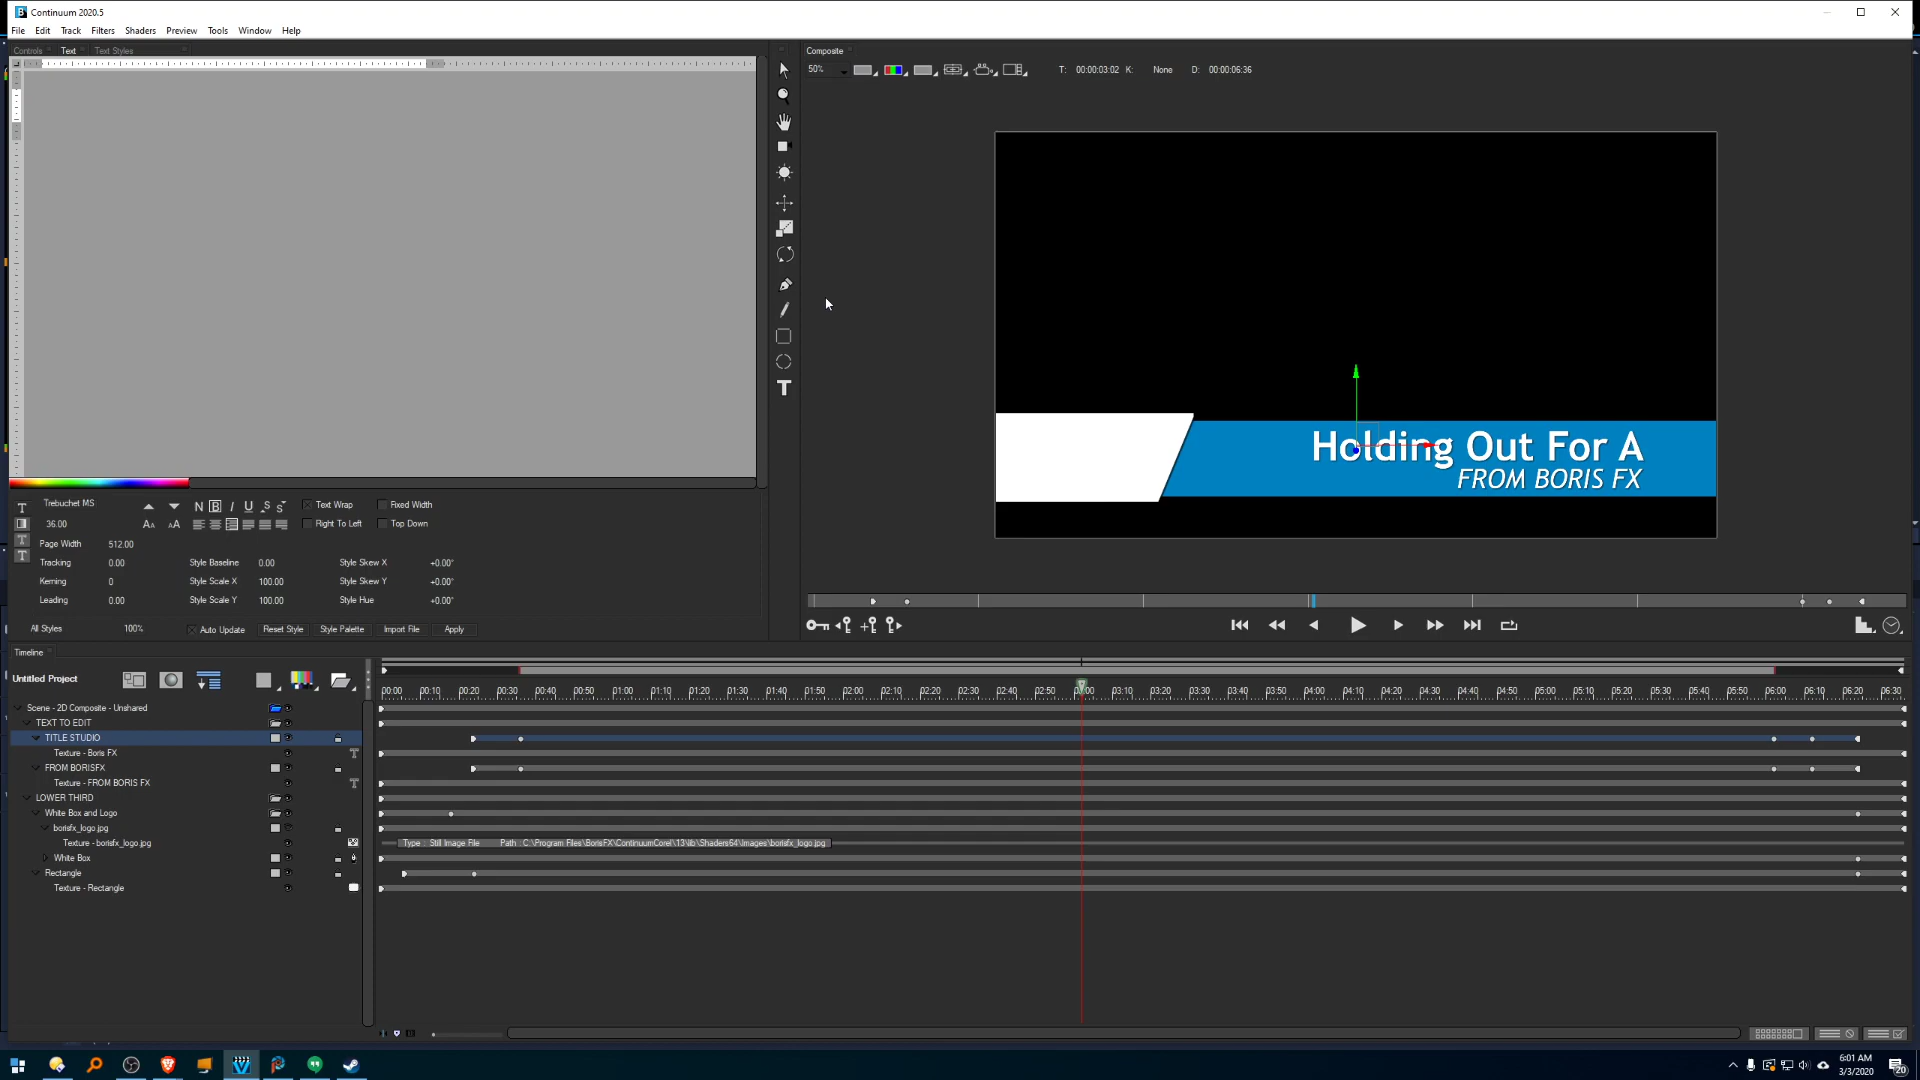 Continuum 2020.5
File Edit Track Filters Shaders Preview Tools Window Help
Controls Text Text Styles
Composite
50% T: 00:00:03:02 K: None D: 00:00:06:36
Holding Out For A
FROM BORIS FX
Trebuchet MS N B I U S S Text Wrap Fixed Width
36.00 Right To Left Top Down
Page Width 512.00
Tracking 0.00 Style Baseline 0.00 Style Skew X +0.00°
Kerning 0 Style Scale X 100.00 Style Skew Y +0.00°
Leading 0.00 Style Scale Y 100.00 Style Hue +0.00°
All Styles 100% Auto Update Reset Style Style Palette Import File Apply
Timeline
Untitled Project
00:00 00:10 00:20 00:30 00:40 00:50 01:00 01:10 01:20 01:30 01:40 01:50 02:00 02:10 02:20 02:30 02:40 02:50 03:00 03:10 03:20 03:30 03:40 03:50 04:00 04:10 04:20 04:30 04:40 04:50 05:00 05:10 05:20 05:30 05:40 05:50 06:00 06:10 06:20 06:30
Scene - 2D Composite - Unshared
TEXT TO EDIT
TITLE STUDIO
Texture - Boris FX
FROM BORISFX
Texture - FROM BORIS FX
LOWER THIRD
White Box and Logo
borisfx_logo.jpg
Texture - borisfx_logo.jpg Type : Still Image File Path : C:\Program Files\BorisFX\ContinuumCorel\13\lib\Shaders64\Images\borisfx_logo.jpg
White Box
Rectangle
Texture - Rectangle
6:01 AM
3/3/2020
20